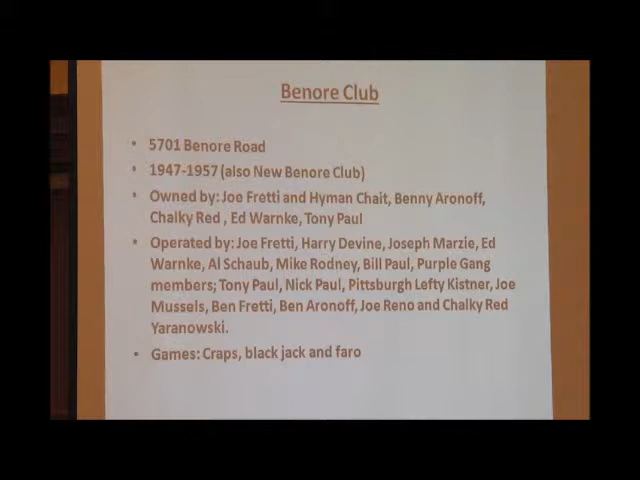 Benore Club
• 5701 Benore Road
• 1947-1957 (also New Benore Club)
• Owned by: Joe Fretti and Hyman Chait, Benny Aronoff,
Chalky Red , Ed Warnke, Tony Paul
• Operated by: Joe Fretti, Harry Devine, Joseph Marzie, Ed
Warnke, Al Schaub, Mike Rodney, Bill Paul, Purple Gang
members; Tony Paul, Nick Paul, Pittsburgh Lefty Kistner, Joe
Mussels, Ben Fretti, Ben Aronoff, Joe Reno and Chalky Red
Yaranowski.
• Games: Craps, black jack and faro